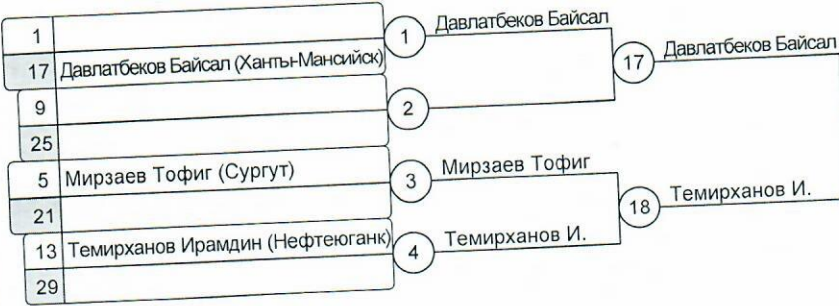 1
17 Давлатбеков Байсал (Ханты-Мансийск)
9
25
5 Мирзаев Тофиг (Сургут)
21
13 Темирханов Ирамдин (Нефтеюганк)
29
1 Давлатбеков Байсал
2
3 Мирзаев Тофиг
4 Темирханов И.
17 Давлатбеков Байсал
18 Темирханов И.